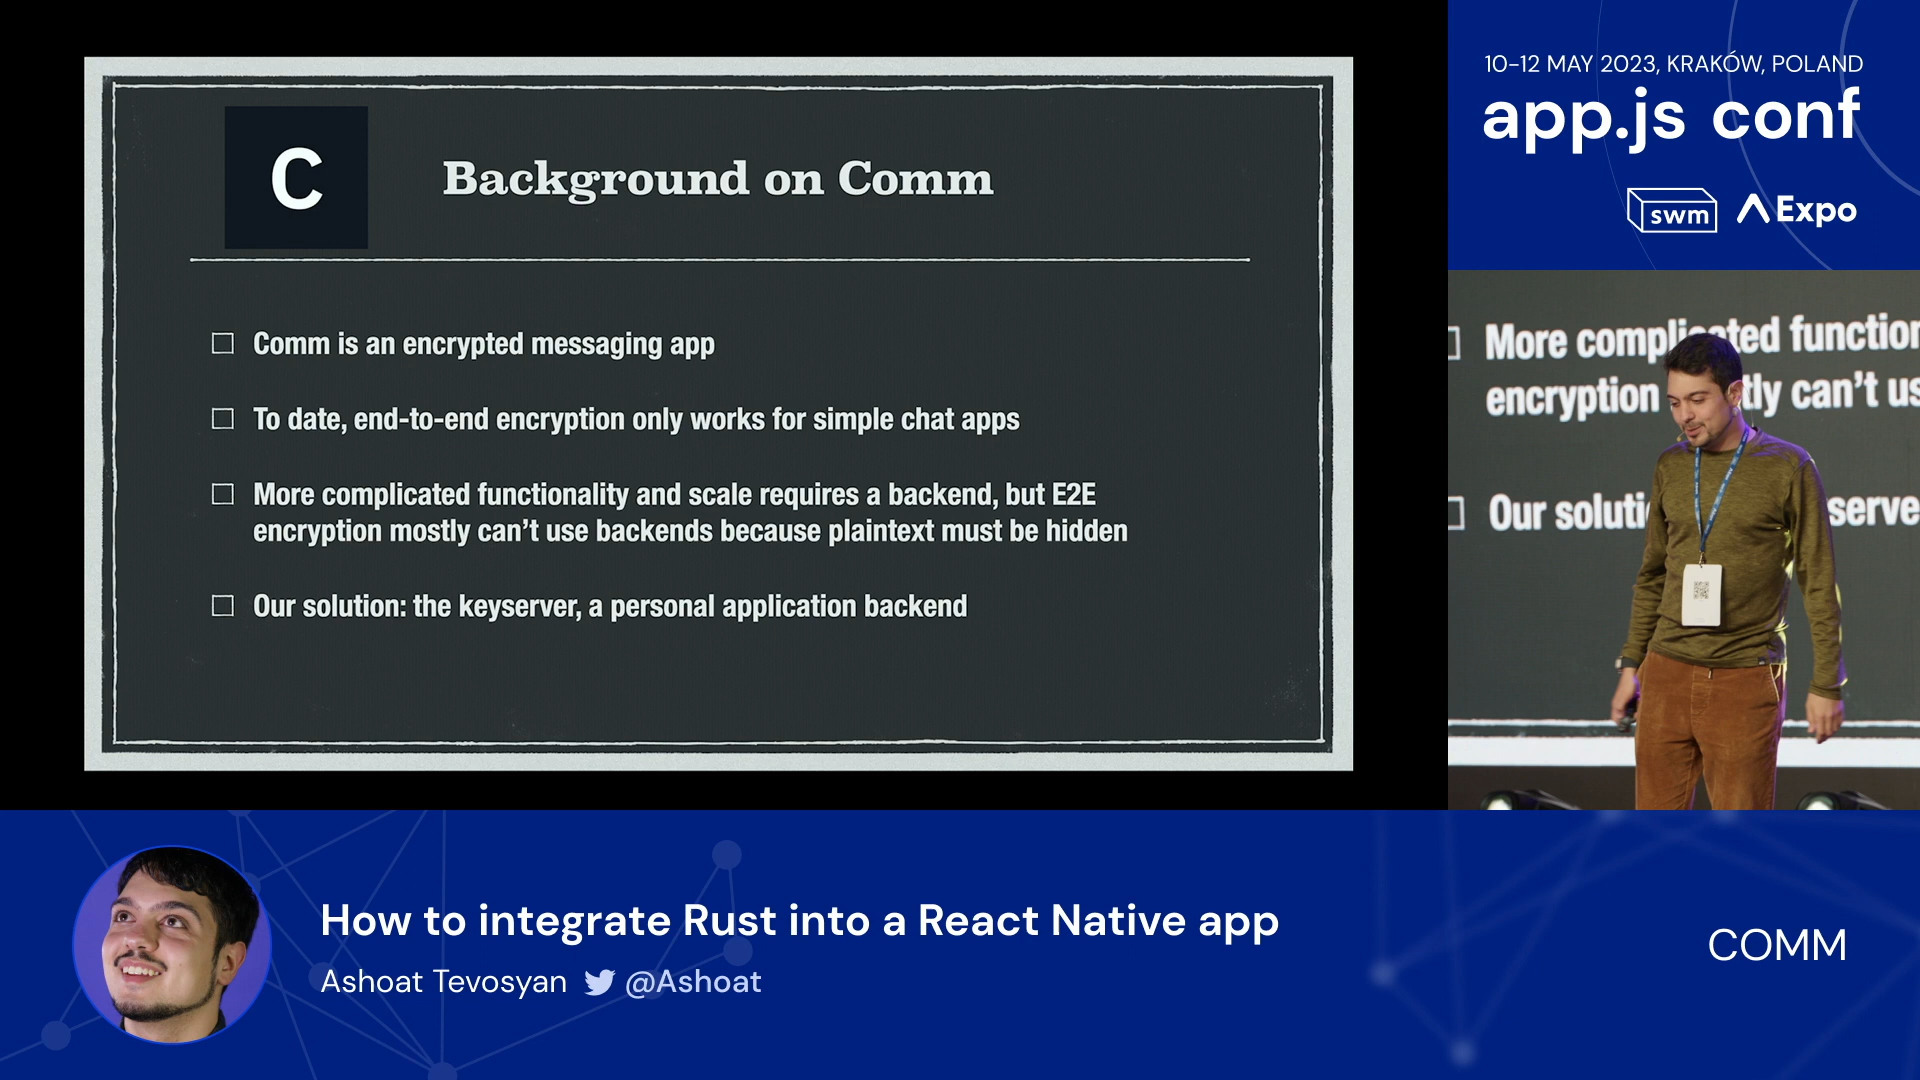 C
Background on Comm
Comm is an encrypted messaging app
To date, end-to-end encryption only works for simple chat apps
More complicated functionality and scale requires a backend, but E2E
encryption mostly can't use backends because plaintext must be hidden
Our solution: the keyserver, a personal application backend
10-12 MAY 2023, KRAKÓW, POLAND
app.js conf
swm Expo
More complicated function
encryption can't us
Our serve
How to integrate Rust into a React Native app
Ashoat Tevosyan @Ashoat
COMM